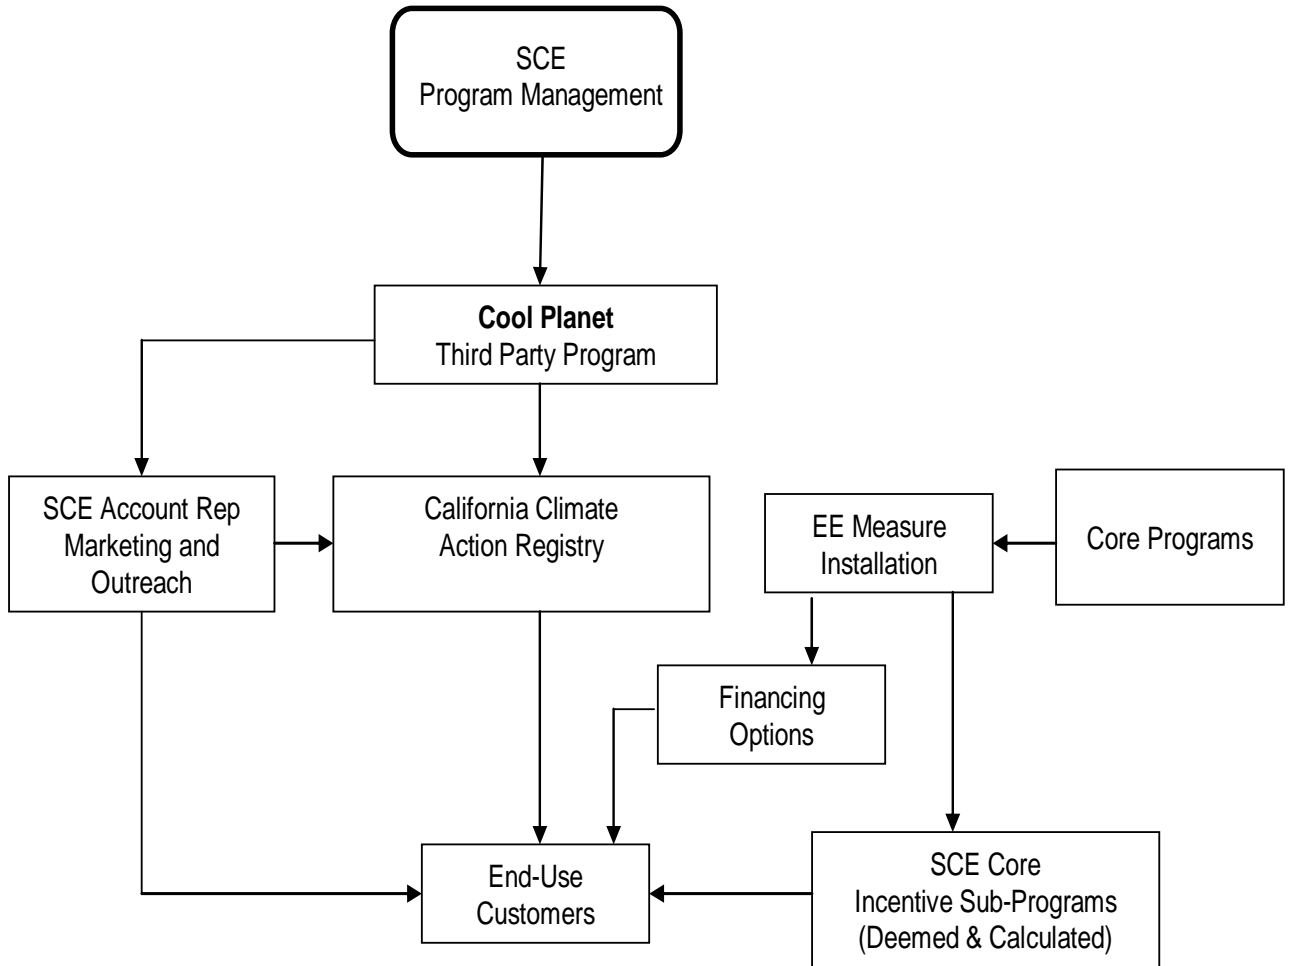 SCE
Program Management
Cool Planet
Third Party Program
SCE Account Rep
Marketing and
Outreach
California Climate
Action Registry
EE Measure
Installation
Core Programs
Financing
Options
End-Use
Customers
SCE Core
Incentive Sub-Programs
(Deemed & Calculated)